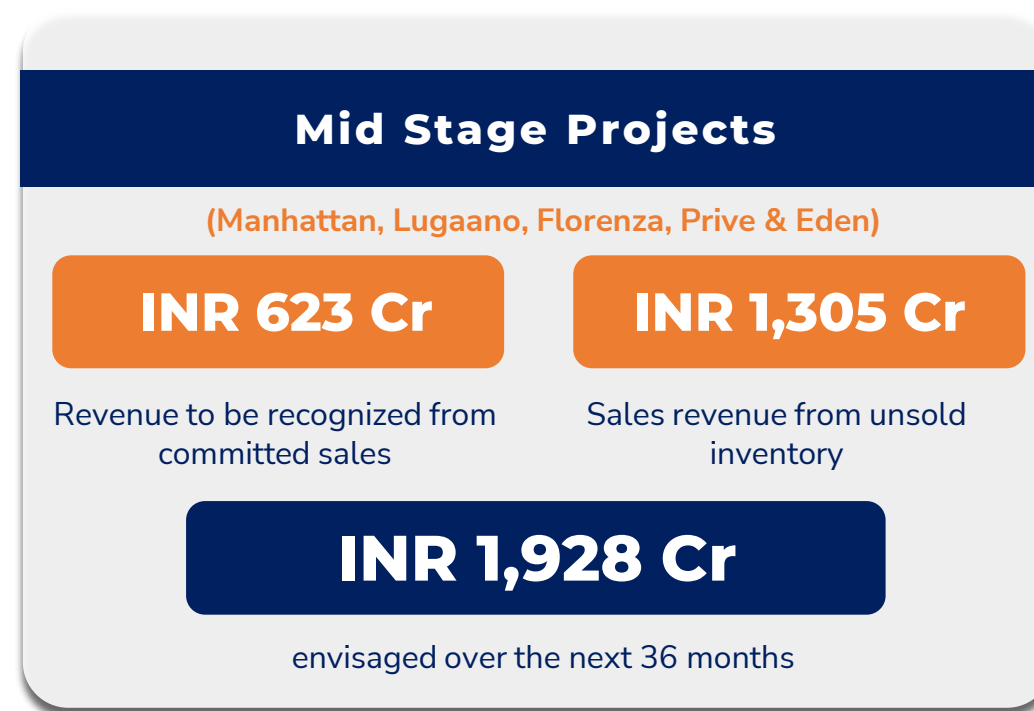 Mid Stage Projects
(Manhattan, Lugaano, Florenza, Prive & Eden)
INR 623 Cr
Revenue to be recognized from
committed sales
INR 1,305 Cr
Sales revenue from unsold
inventory
INR 1,928 Cr
envisaged over the next 36 months